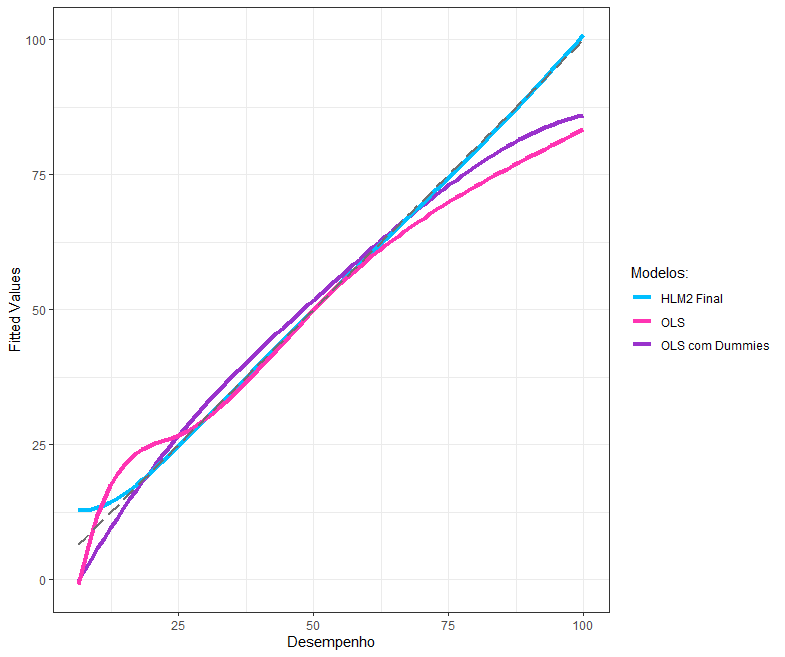 100
75
50
25
0
Fitted Values
25
50
75
100
Desempenho
Modelos:
HLM2 Final
OLS
OLS com Dummies